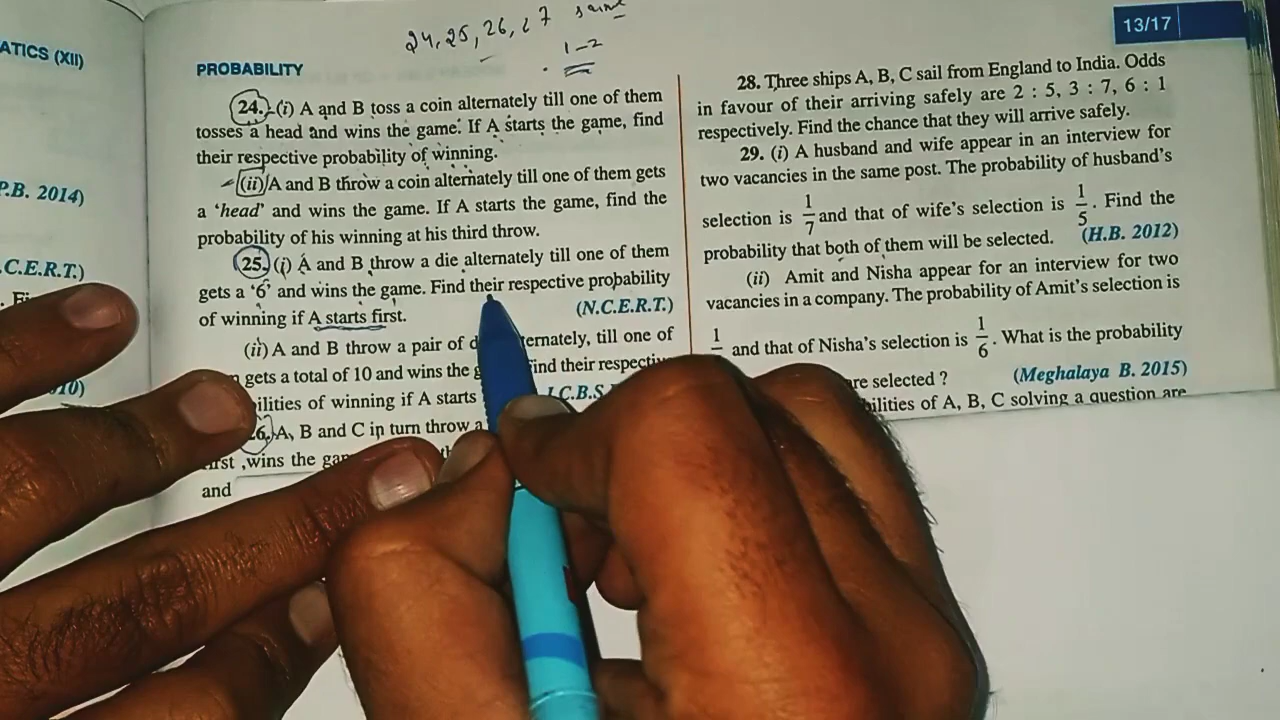 24, 25, 26, 27 same
1-2
13/17
ATICS (XII)
P.B. 2014)
C.E.R.T.)
PROBABILITY
24. (i) A and B toss a coin alternately till one of them
tosses a head and wins the game. If A starts the game, find
their respective probability of winning.
(ii) A and B throw a coin alternately till one of them gets
a ‘head’ and wins the game. If A starts the game, find the
probability of his winning at his third throw.
25. (i) A and B throw a die alternately till one of them
gets a ‘6’ and wins the game. Find their respective probability
of winning if A starts first. (N.C.E.R.T.)
(ii) A and B throw a pair of ernately, till one of
gets a total of 10 and wins the find their respective
ilities of winning if A starts (C.B.S.
26. A, B and C in turn throw a
first, wins the
and
28. Three ships A, B, C sail from England to India. Odds
in favour of their arriving safely are 2 : 5, 3 : 7, 6 : 1
respectively. Find the chance that they will arrive safely.
29. (i) A husband and wife appear in an interview for
two vacancies in the same post. The probability of husband’s
selection is 1/7 and that of wife’s selection is 1/5. Find the
probability that both of them will be selected. (H.B. 2012)
(ii) Amit and Nisha appear for an interview for two
vacancies in a company. The probability of Amit’s selection is
1 and that of Nisha’s selection is 1/6. What is the probability
are selected ? (Meghalaya B. 2015)
bilities of A, B, C solving a question are